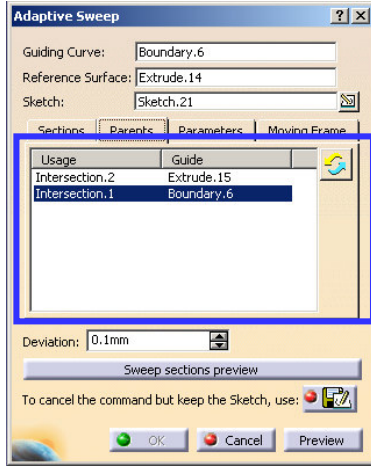 Adaptive Sweep
Guiding Curve: Boundary.6
Reference Surface: Extrude.14
Sketch: Sketch.21
Sections Parents Parameters Moving Frame
Usage Guide
Intersection.2 Extrude.15
Intersection.1 Boundary.6
Deviation: 0.1mm
Sweep sections preview
To cancel the command but keep the Sketch, use:
OK Cancel Preview